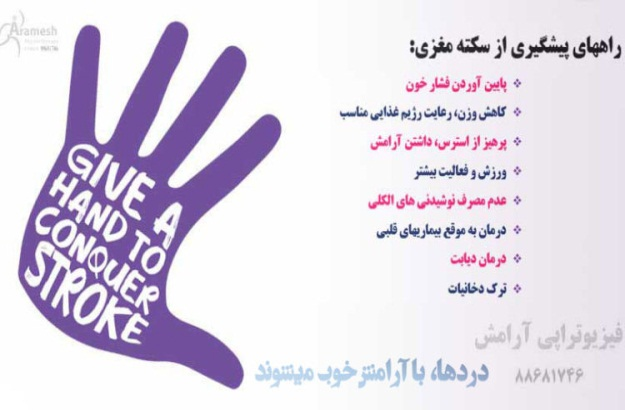 Aramesh
راههای پیشگیری از سکته مغزی:
پایین آوردن فشار خون
کاهش وزن، رعایت رژیم غذایی مناسب
پرهیز از استرس، داشتن آرامش
ورزش و فعالیت بیشتر
عدم مصرف نوشیدنی های الکلی
درمان به موقع بیماریهای قلبی
درمان دیابت
ترک دخانیات
GIVE A
HAND TO
CONQUER
STROKE
فیزیوتراپی آرامش
۸۸۶۸۱۷۴۶
دردها، با آرامش خوب میشوند